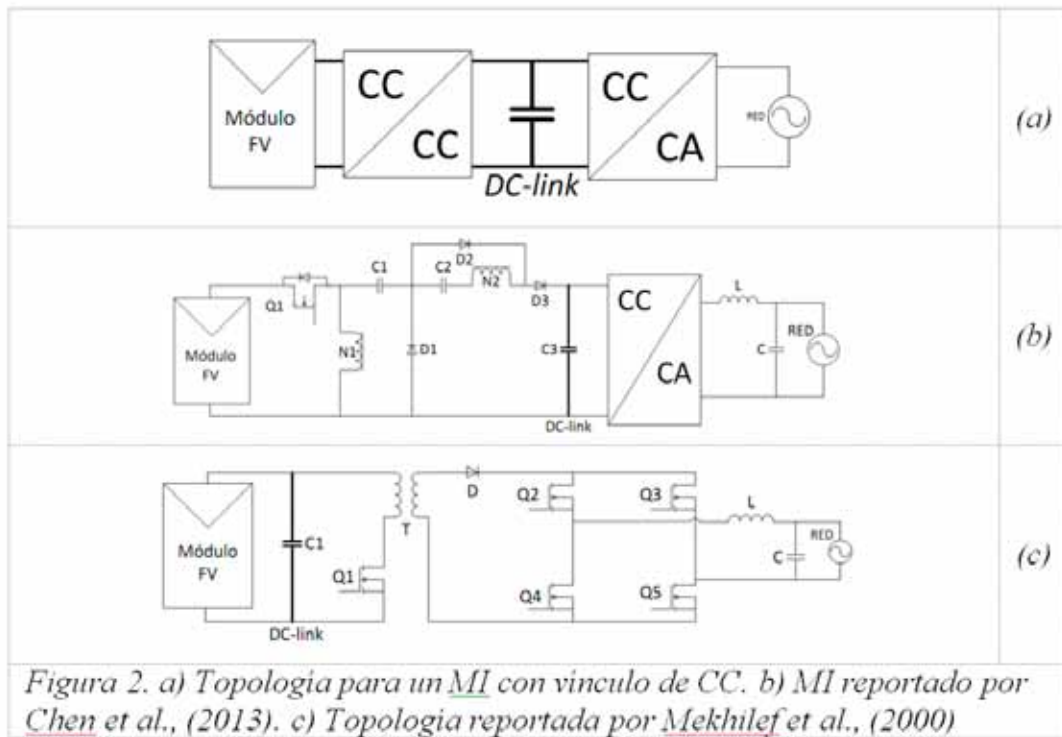 Módulo
FV
CC
CC
DC-link
CC
CA
RED
(a)
Módulo
FV
Q1
N1
C1
D1
C2
D2
N2
D3
C3
DC-link
CC
CA
L
C
RED
(b)
Módulo
FV
C1
DC-link
Q1
T
D
Q2
Q3
Q4
Q5
L
C
RED
(c)
Figura 2. a) Topología para un MI con vínculo de CC. b) MI reportado por
Chen et al., (2013). c) Topología reportada por Mekhilef et al., (2000)